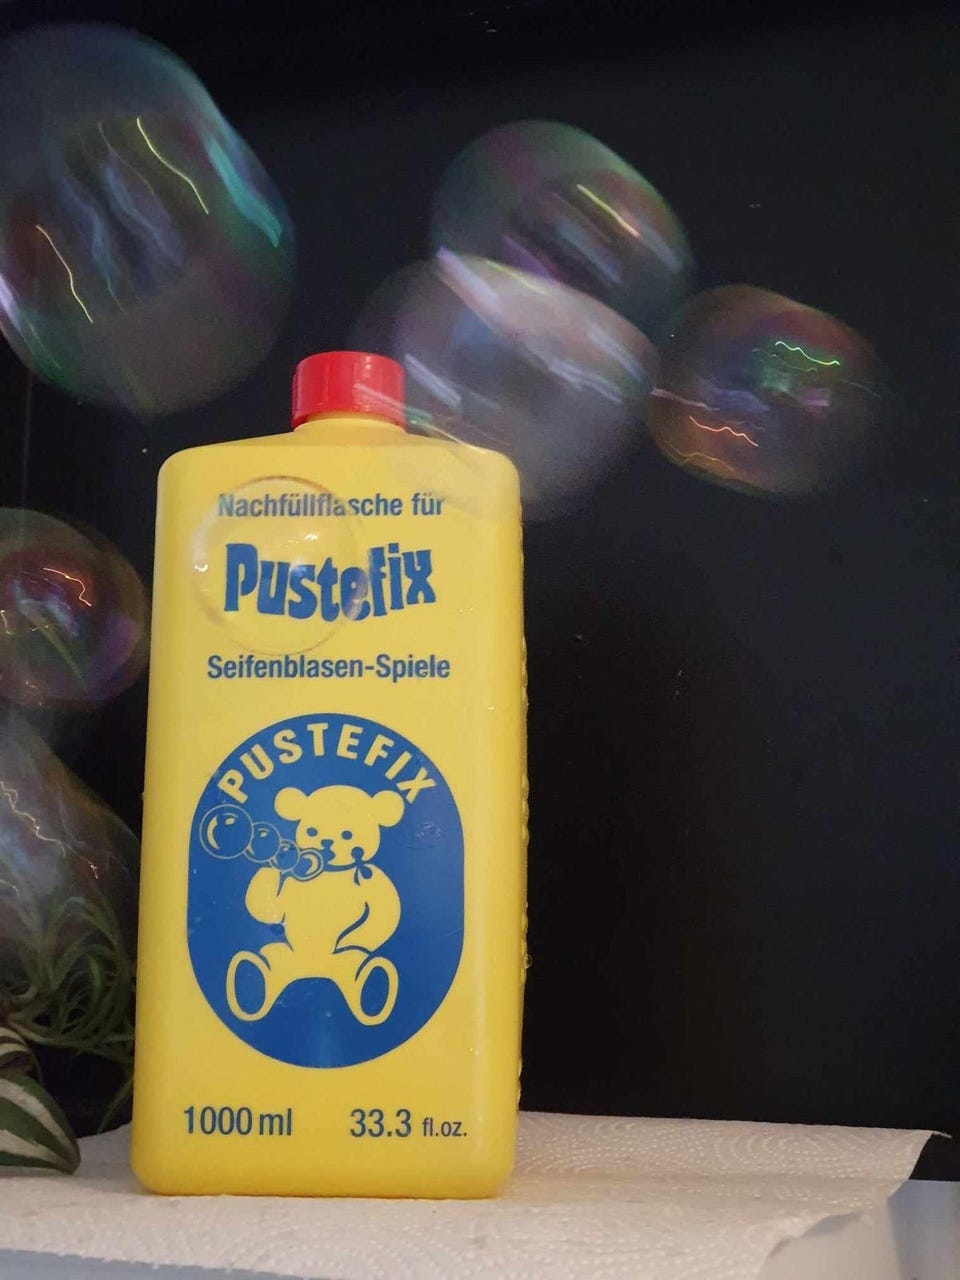 Nachfüllflasche für
Pustefix
Seifenblasen-Spiele
PUSTEFIX
1000 ml 33.3 fl.oz.